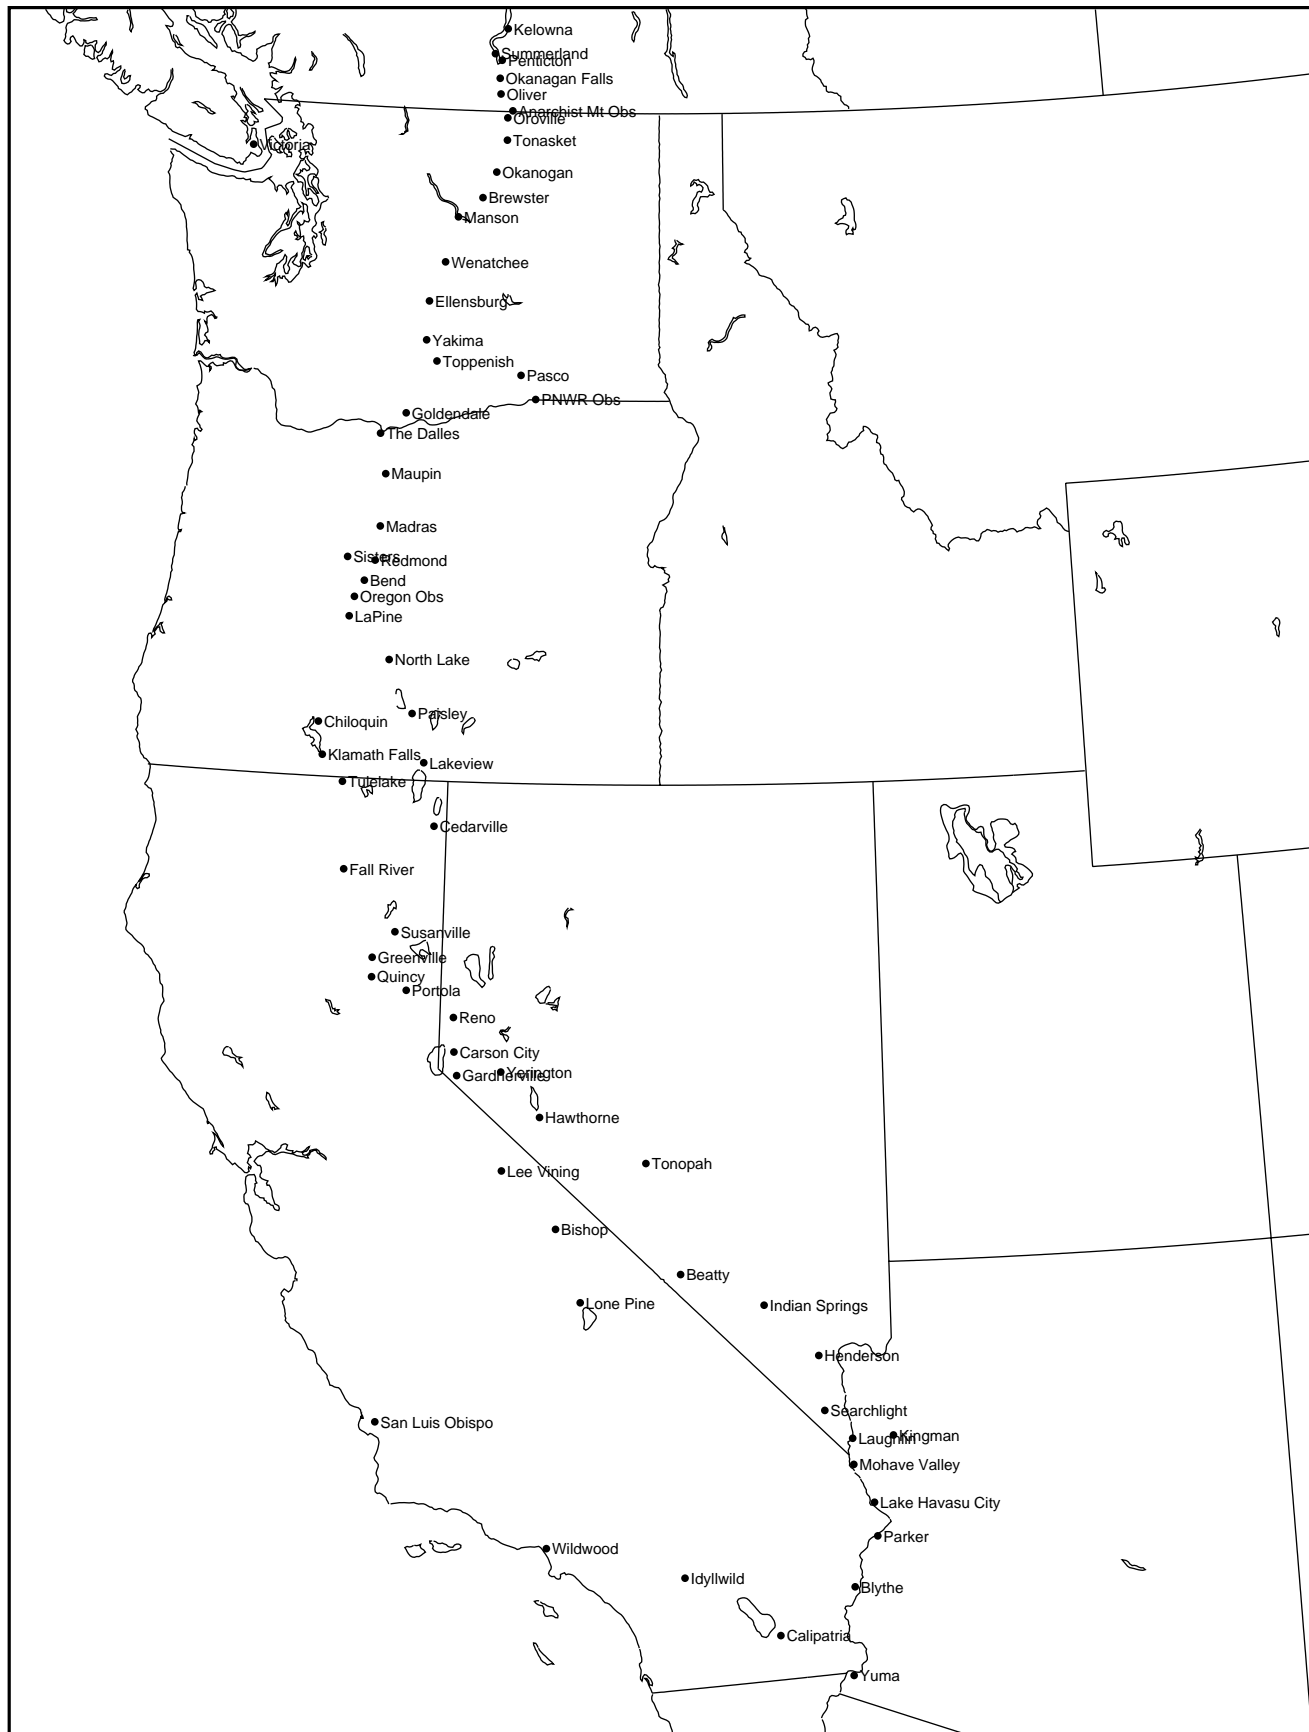 Kelowna
Summerland
Penticton
Okanagan Falls
Oliver
Anarchist Mt Obs
Oroville
Tonasket
Victoria
Okanogan
Brewster
Manson
Wenatchee
Ellensburg
Yakima
Toppenish
Pasco
PNWR Obs
Goldendale
The Dalles
Maupin
Madras
Sisters
Redmond
Bend
Oregon Obs
LaPine
North Lake
Paisley
Chiloquin
Klamath Falls
Lakeview
Tulelake
Cedarville
Fall River
Susanville
Greenville
Quincy
Portola
Reno
Carson City
Yerington
Gardnerville
Hawthorne
Tonopah
Lee Vining
Bishop
Beatty
Lone Pine
Indian Springs
Henderson
Searchlight
San Luis Obispo
Kingman
Laughlin
Mohave Valley
Lake Havasu City
Parker
Wildwood
Idyllwild
Blythe
Calipatria
Yuma